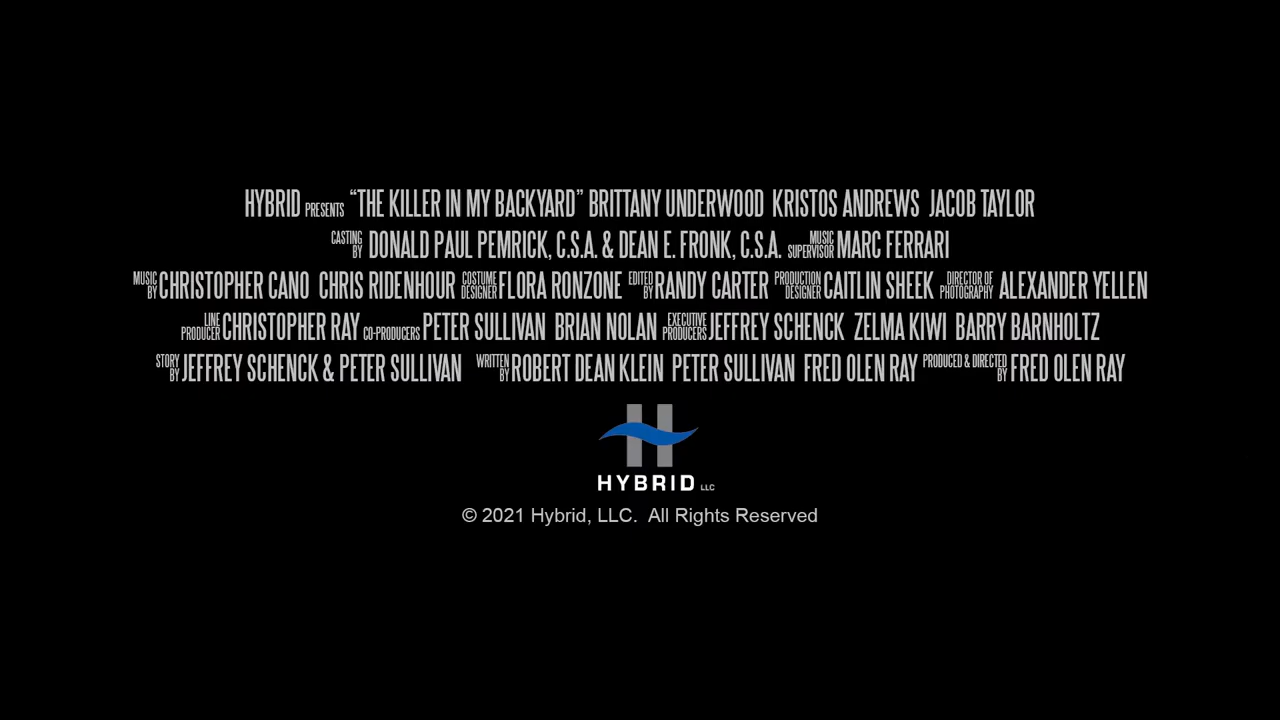 HYBRID PRESENTS “THE KILLER IN MY BACKYARD” BRITTANY UNDERWOOD KRISTOS ANDREWS JACOB TAYLOR
CASTING BY DONALD PAUL PEMRICK, C.S.A. & DEAN E. FRONK, C.S.A. MUSIC SUPERVISOR MARC FERRARI
MUSIC BY CHRISTOPHER CANO CHRIS RIDENHOUR COSTUME DESIGNER FLORA RONZONE EDITED BY RANDY CARTER PRODUCTION DESIGNER CAITLIN SHEEK DIRECTOR OF PHOTOGRAPHY ALEXANDER YELLEN
LINE PRODUCER CHRISTOPHER RAY CO-PRODUCERS PETER SULLIVAN BRIAN NOLAN EXECUTIVE PRODUCERS JEFFREY SCHENCK ZELMA KIWI BARRY BARNHOLTZ
STORY BY JEFFREY SCHENCK & PETER SULLIVAN WRITTEN BY ROBERT DEAN KLEIN PETER SULLIVAN FRED OLEN RAY PRODUCED & DIRECTED BY FRED OLEN RAY
H
HYBRID LLC
© 2021 Hybrid, LLC. All Rights Reserved